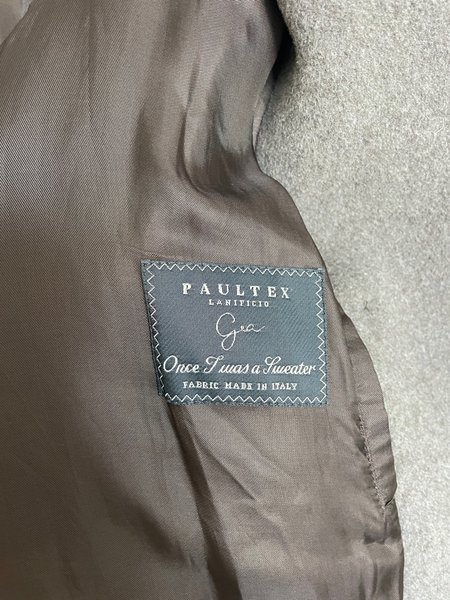 PAULTEX
LANIFICIO
Gea
Once I was a Sweater
FABRIC MADE IN ITALY